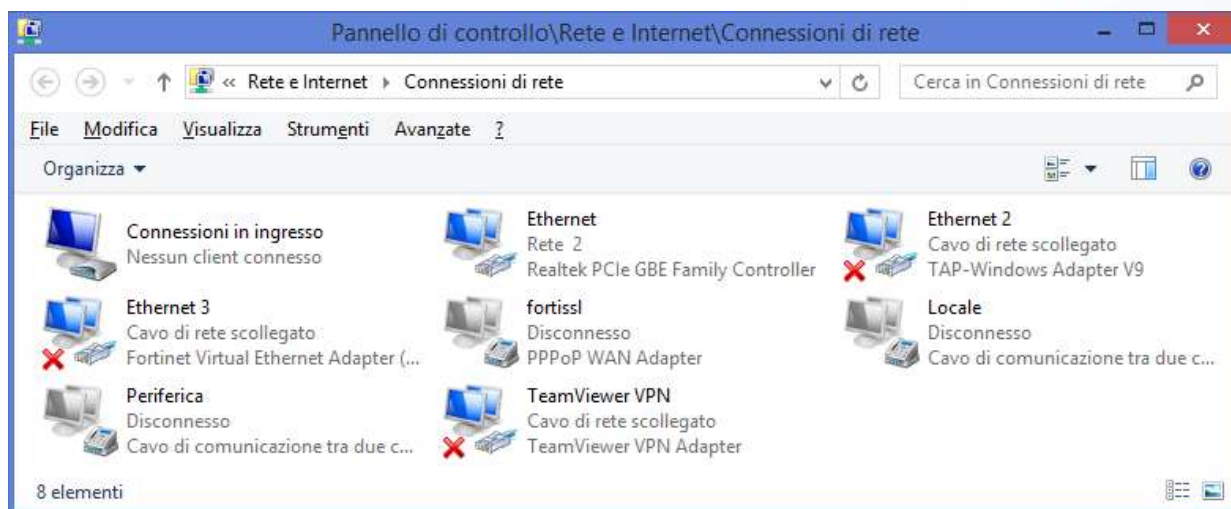 Pannello di controllo\Rete e Internet\Connessioni di rete
« Rete e Internet Connessioni di rete
Cerca in Connessioni di rete
File Modifica Visualizza Strumenti Avanzate ?
Organizza
Connessioni in ingresso
Nessun client connesso
Ethernet
Rete 2
Realtek PCIe GBE Family Controller
Ethernet 2
Cavo di rete scollegato
TAP-Windows Adapter V9
Ethernet 3
Cavo di rete scollegato
Fortinet Virtual Ethernet Adapter (...
fortissl
Disconnesso
PPPoP WAN Adapter
Locale
Disconnesso
Cavo di comunicazione tra due c...
Periferica
Disconnesso
Cavo di comunicazione tra due c...
TeamViewer VPN
Cavo di rete scollegato
TeamViewer VPN Adapter
8 elementi